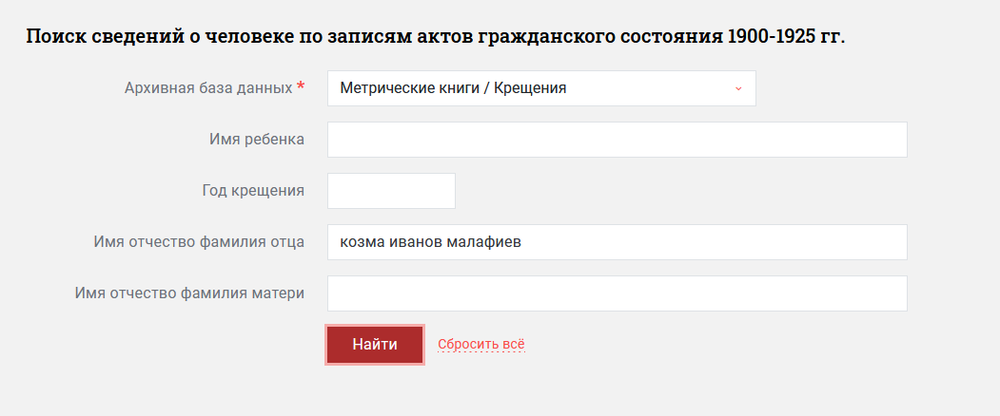 Поиск сведений о человеке по записям актов гражданского состояния 1900-1925 гг.
Архивная база данных * Метрические книги / Крещения
Имя ребенка
Год крещения
Имя отчество фамилия отца козма иванов малафиев
Имя отчество фамилия матери
Найти Сбросить всё